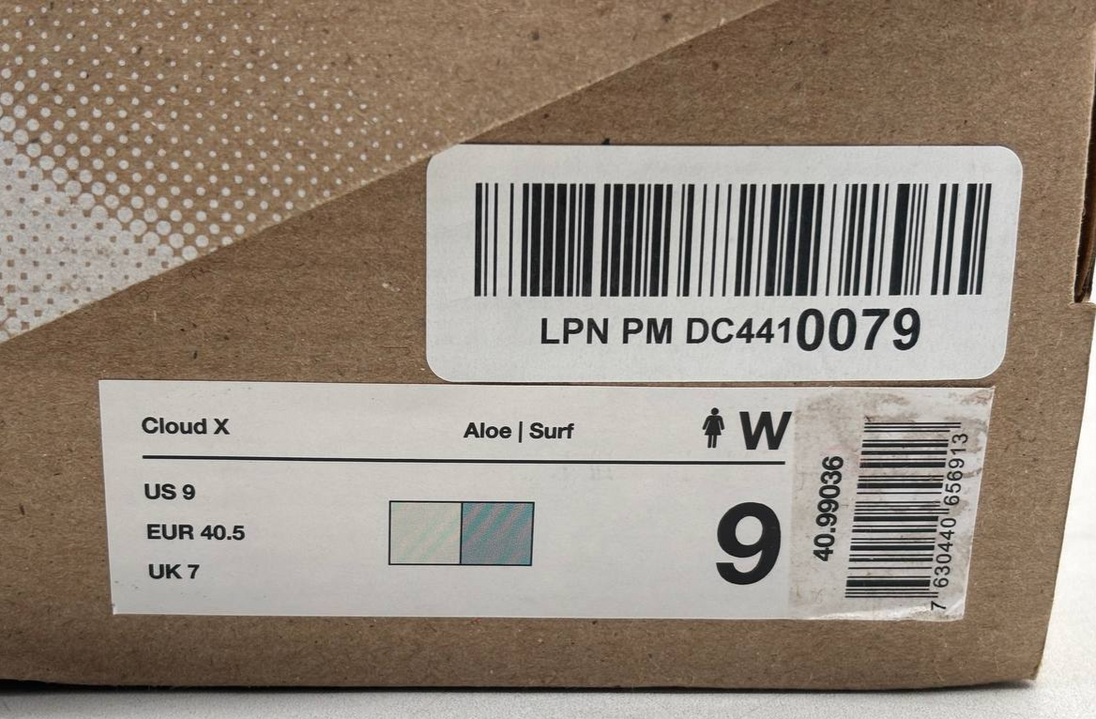 LPN PM DC4410079
Cloud X
Aloe | Surf
W
US 9
EUR 40.5
UK 7
9
40.99036
7 630440 656913